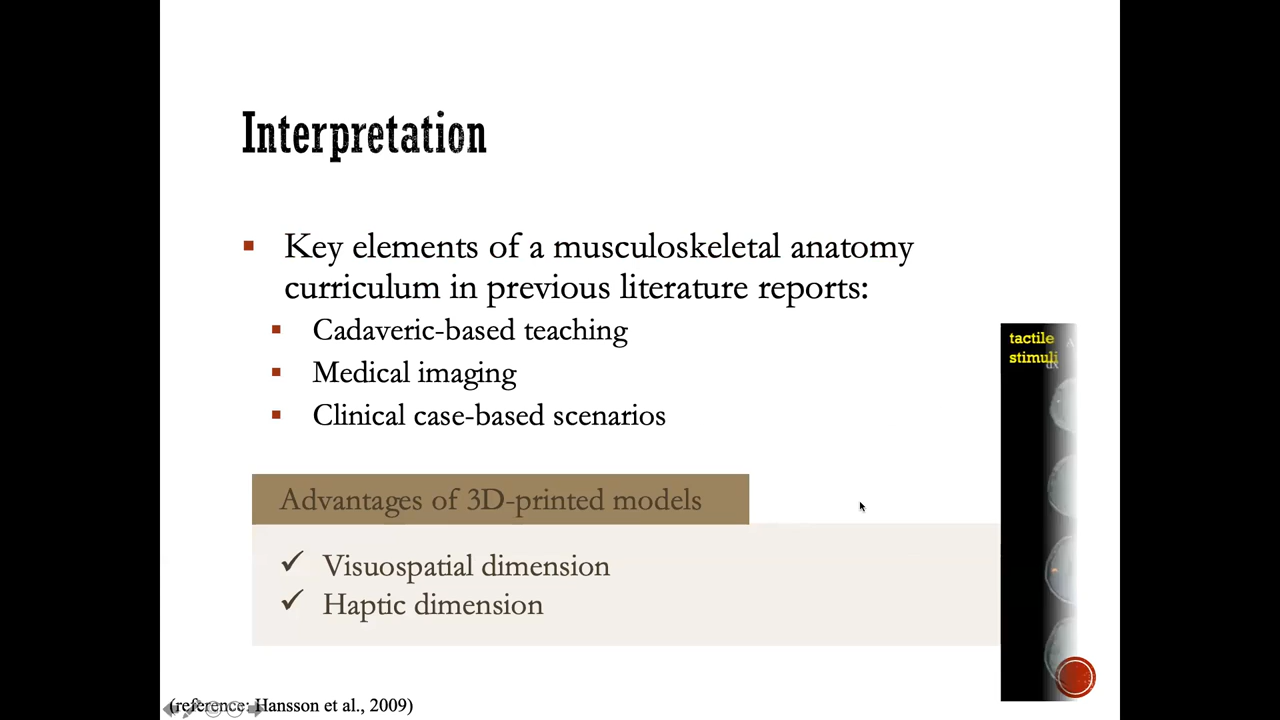 Interpretation
Key elements of a musculoskeletal anatomy
curriculum in previous literature reports:
Cadaveric-based teaching
Medical imaging
Clinical case-based scenarios
Advantages of 3D-printed models
✓ Visuospatial dimension
✓ Haptic dimension
tactile
stimuli
dx
(reference: Hansson et al., 2009)